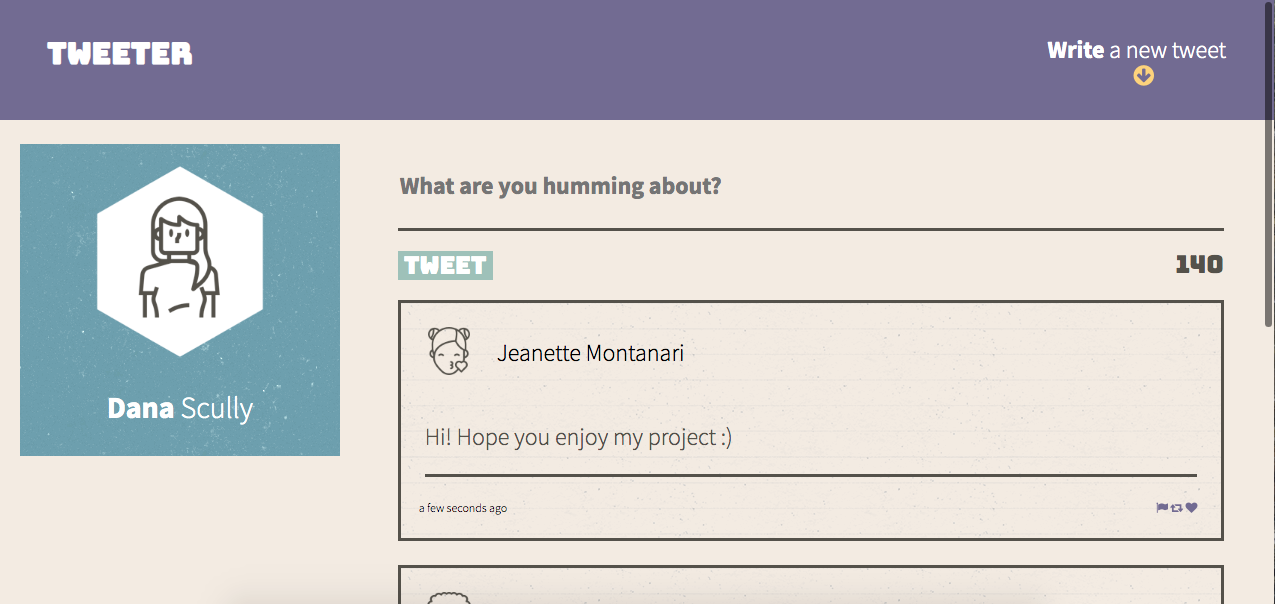 TWEETER
Write a new tweet
Dana Scully
What are you humming about?
TWEET
140
Jeanette Montanari
Hi! Hope you enjoy my project :)
a few seconds ago